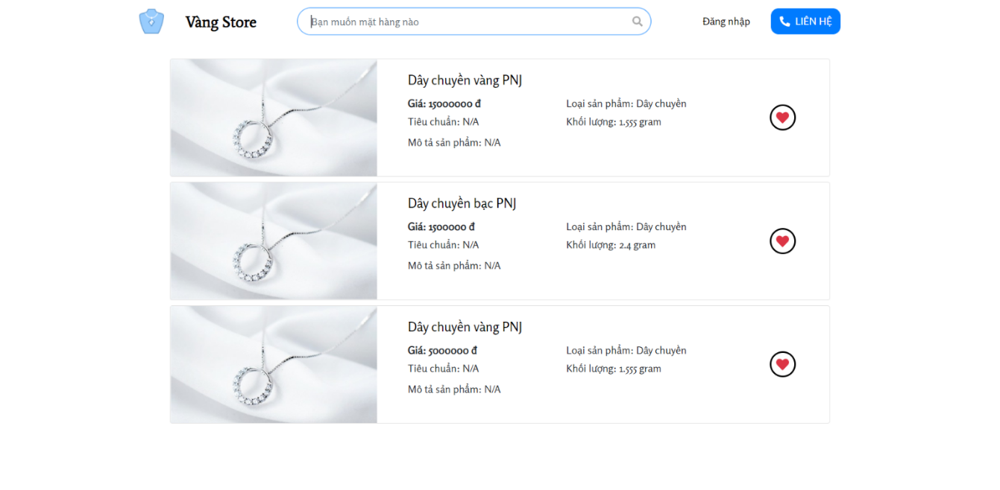 Vàng Store
Bạn muốn mặt hàng nào
Đăng nhập
LIÊN HỆ
Dây chuyền vàng PNJ
Giá: 15000000 đ
Loại sản phẩm: Dây chuyền
Tiêu chuẩn: N/A
Khối lượng: 1.555 gram
Mô tả sản phẩm: N/A
Dây chuyền bạc PNJ
Giá: 1500000 đ
Loại sản phẩm: Dây chuyền
Tiêu chuẩn: N/A
Khối lượng: 2.4 gram
Mô tả sản phẩm: N/A
Dây chuyền vàng PNJ
Giá: 5000000 đ
Loại sản phẩm: Dây chuyền
Tiêu chuẩn: N/A
Khối lượng: 1.555 gram
Mô tả sản phẩm: N/A